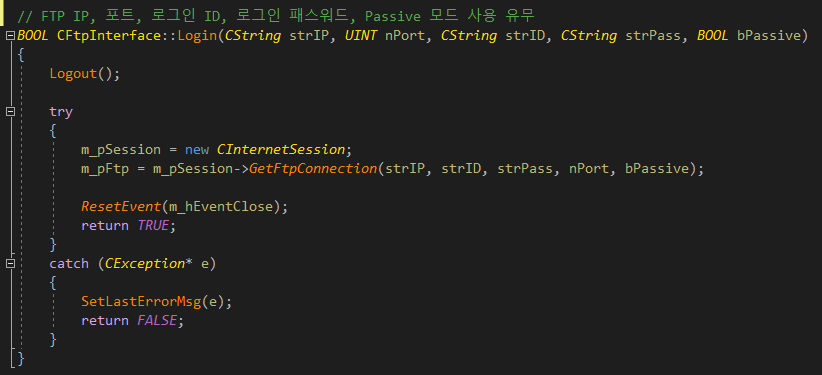 // FTP IP, 포트, 로그인 ID, 로그인 패스워드, Passive 모드 사용 유무
BOOL CFtpInterface::Login(CString strIP, UINT nPort, CString strID, CString strPass, BOOL bPassive)
{
    Logout();

    try
    {
        m_pSession = new CInternetSession;
        m_pFtp = m_pSession->GetFtpConnection(strIP, strID, strPass, nPort, bPassive);

        ResetEvent(m_hEventClose);
        return TRUE;
    }
    catch (CException* e)
    {
        SetLastErrorMsg(e);
        return FALSE;
    }
}